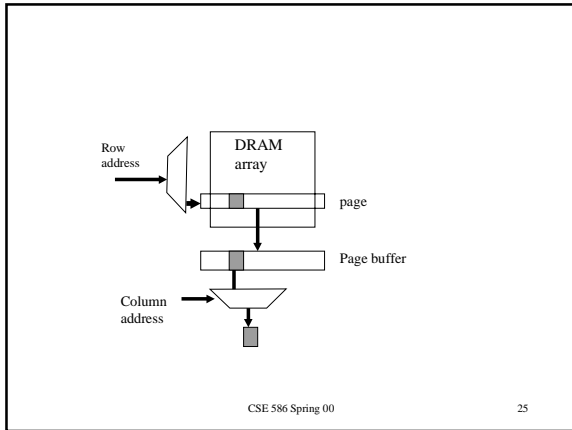 Row
address
DRAM
array
page
Page buffer
Column
address
CSE 586 Spring 00
25